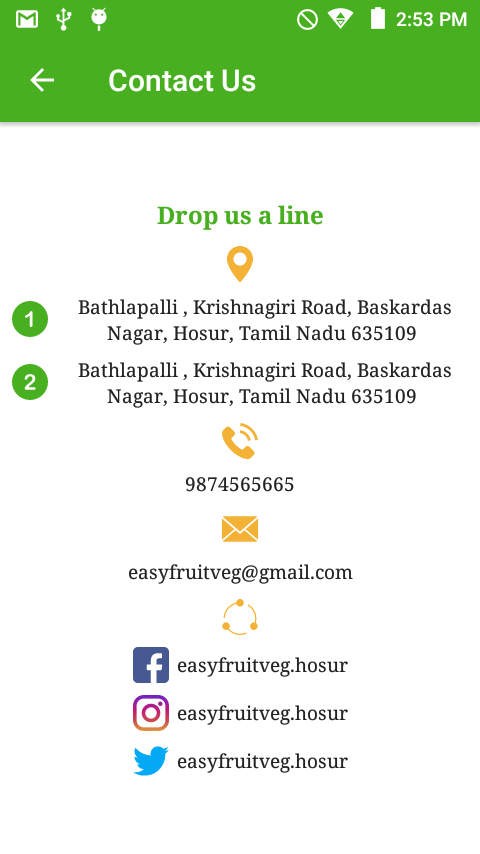 2:53 PM
Contact Us
Drop us a line
1
Bathlapalli , Krishnagiri Road, Baskardas
Nagar, Hosur, Tamil Nadu 635109
2
Bathlapalli , Krishnagiri Road, Baskardas
Nagar, Hosur, Tamil Nadu 635109
9874565665
easyfruitveg@gmail.com
easyfruitveg.hosur
easyfruitveg.hosur
easyfruitveg.hosur